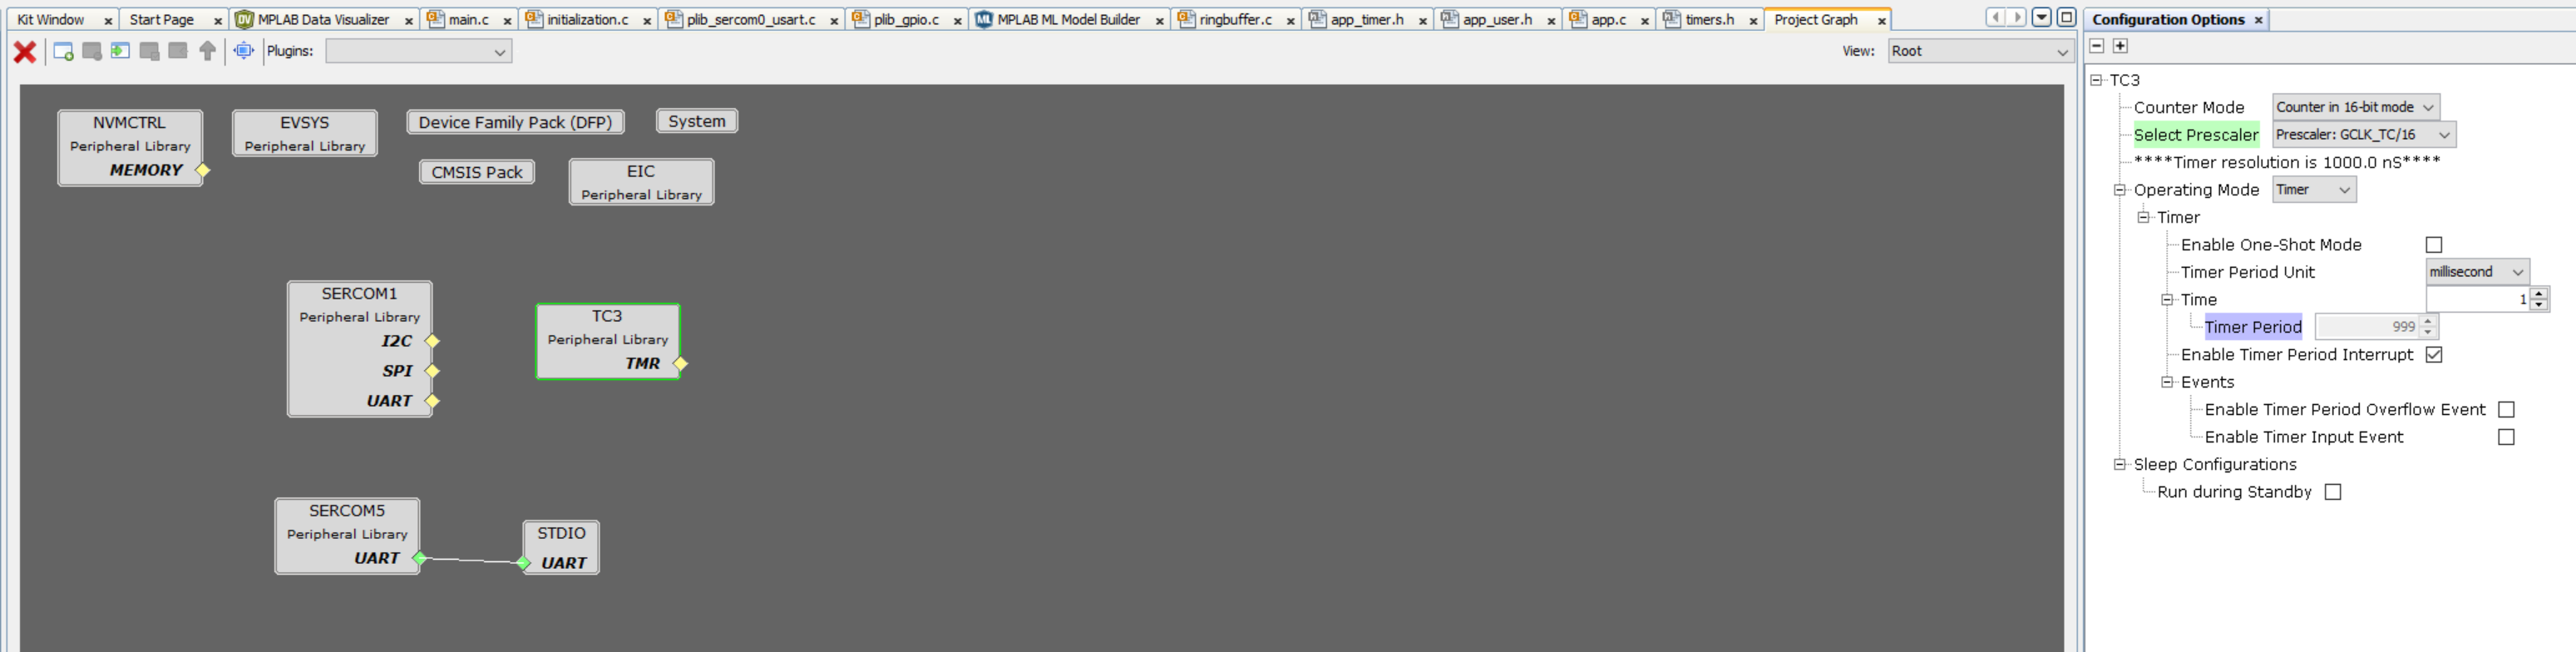 Kit Window Start Page MPLAB Data Visualizer main.c initialization.c plib_sercom0_usart.c plib_gpio.c MPLAB ML Model Builder ringbuffer.c app_timer.h app_user.h app.c timers.h Project Graph
Plugins: View: Root
NVMCTRL
Peripheral Library
MEMORY
EVSYS
Peripheral Library
Device Family Pack (DFP)
System
CMSIS Pack
EIC
Peripheral Library
SERCOM1
Peripheral Library
I2C
SPI
UART
TC3
Peripheral Library
TMR
SERCOM5
Peripheral Library
UART
STDIO
UART
Configuration Options
TC3
Counter Mode Counter in 16-bit mode
Select Prescaler Prescaler: GCLK_TC/16
****Timer resolution is 1000.0 nS****
Operating Mode Timer
Timer
Enable One-Shot Mode
Timer Period Unit millisecond
Time 1
Timer Period 999
Enable Timer Period Interrupt
Events
Enable Timer Period Overflow Event
Enable Timer Input Event
Sleep Configurations
Run during Standby